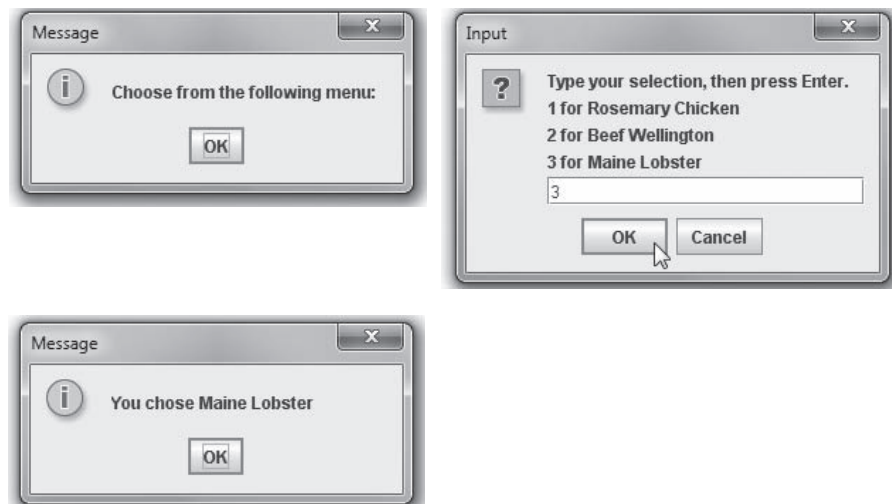 Message
Choose from the following menu:
OK
Input
Type your selection, then press Enter.
1 for Rosemary Chicken
2 for Beef Wellington
3 for Maine Lobster
3
OK Cancel
Message
You chose Maine Lobster
OK